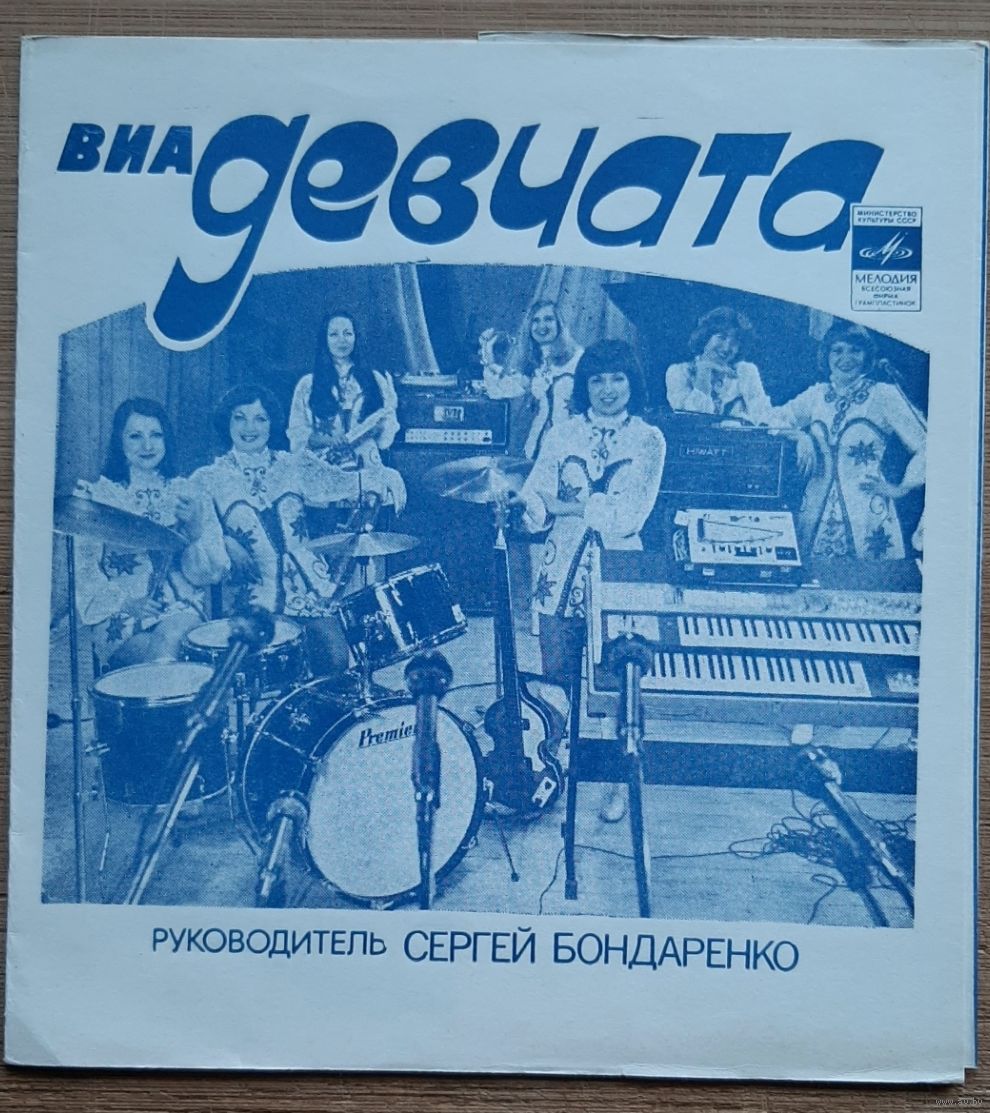 ВИА девчата
МИНИСТЕРСТВО
КУЛЬТУРЫ СССР
МЕЛОДИЯ
ВСЕСОЮЗНАЯ
ФИРМА
ГРАМПЛАСТИНОК
HIWATT
Premier
РУКОВОДИТЕЛЬ СЕРГЕЙ БОНДАРЕНКО